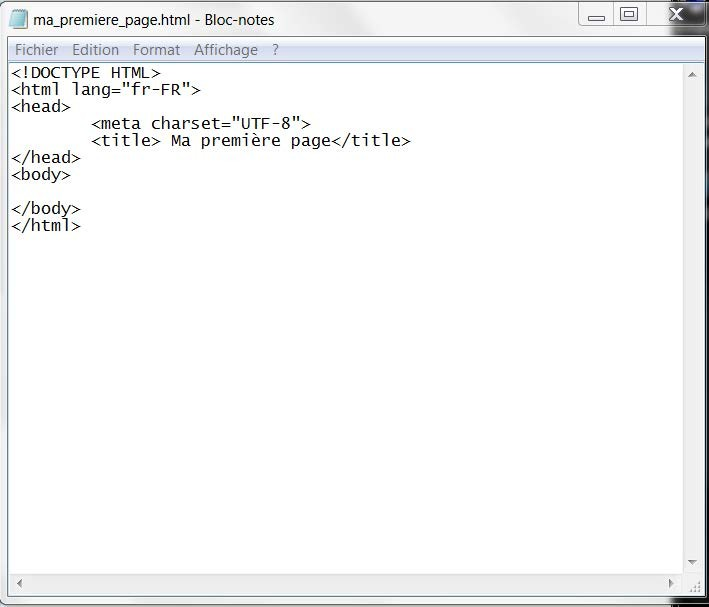 ma_premiere_page.html - Bloc-notes
Fichier Edition Format Affichage ?
<!DOCTYPE HTML>
<html lang="fr-FR">
<head>
        <meta charset="UTF-8">
        <title> Ma première page</title>
</head>
<body>

</body>
</html>